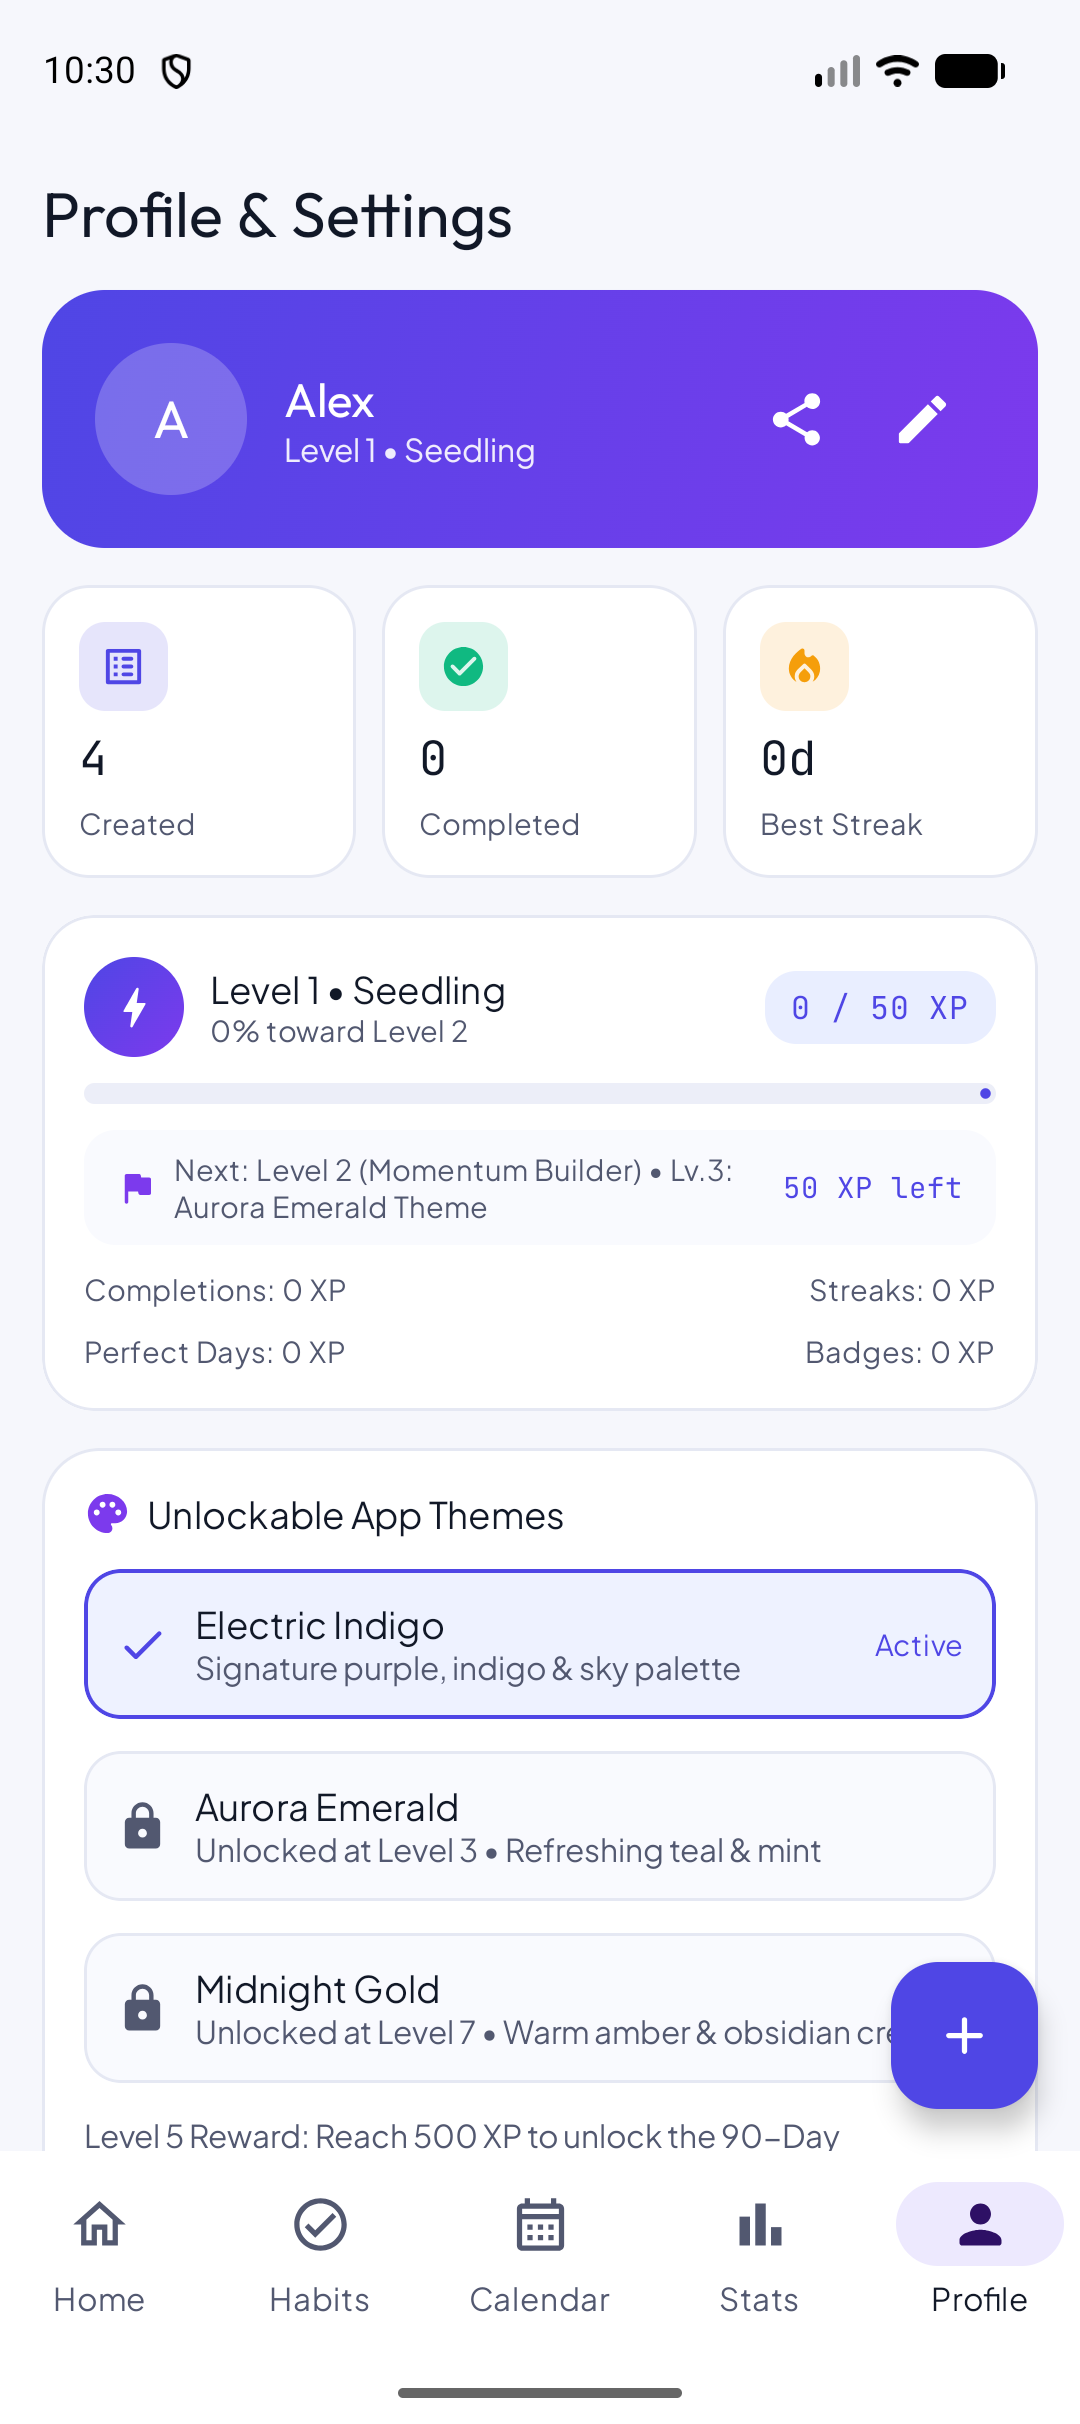 10:30
Profile & Settings
A
Alex
Level 1 • Seedling
4
Created
0
Completed
0d
Best Streak
Level 1 • Seedling
0% toward Level 2
0 / 50 XP
Next: Level 2 (Momentum Builder) • Lv.3:
Aurora Emerald Theme
50 XP left
Completions: 0 XP
Streaks: 0 XP
Perfect Days: 0 XP
Badges: 0 XP
Unlockable App Themes
Electric Indigo
Signature purple, indigo & sky palette
Active
Aurora Emerald
Unlocked at Level 3 • Refreshing teal & mint
Midnight Gold
Unlocked at Level 7 • Warm amber & obsidian
Level 5 Reward: Reach 500 XP to unlock the 90–Day
Home
Habits
Calendar
Stats
Profile